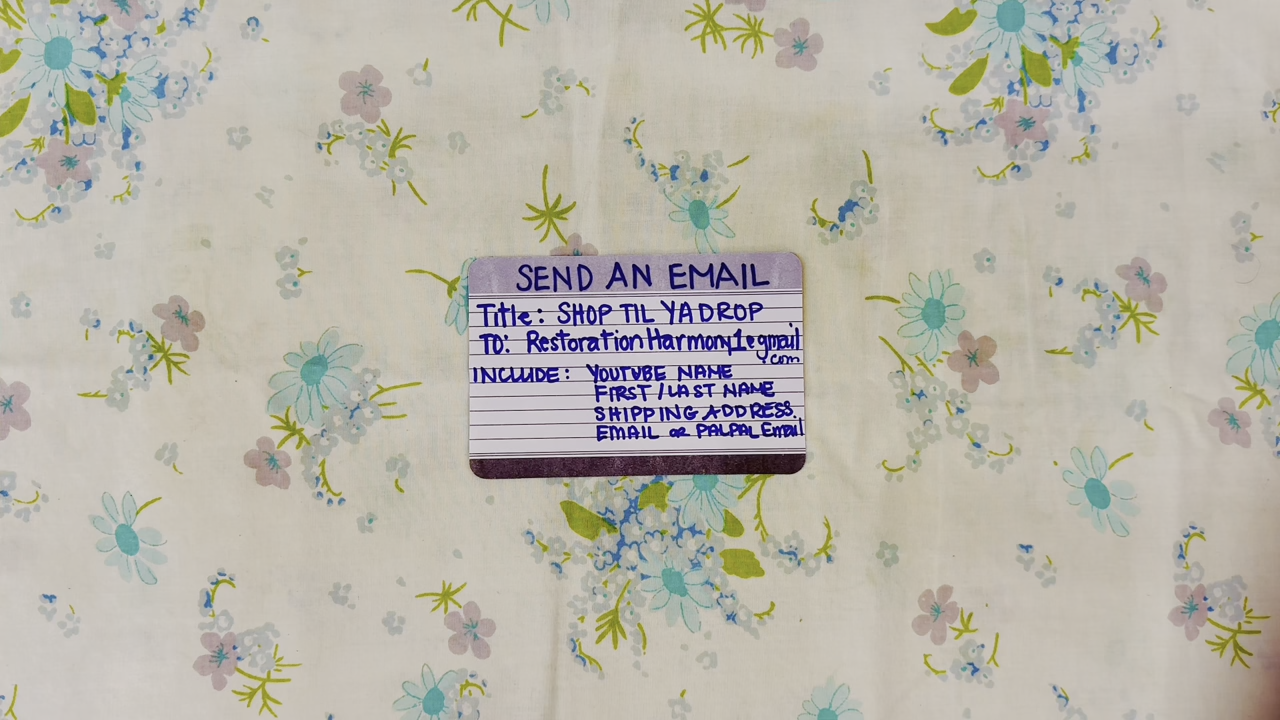 SEND AN EMAIL
Title: SHOP TIL YA DROP
TO: RestorationHarmony1@gmail
.com
INCLUDE: YOUTUBE NAME
FIRST / LAST NAME
SHIPPING ADDRESS.
EMAIL or PALPAL Email